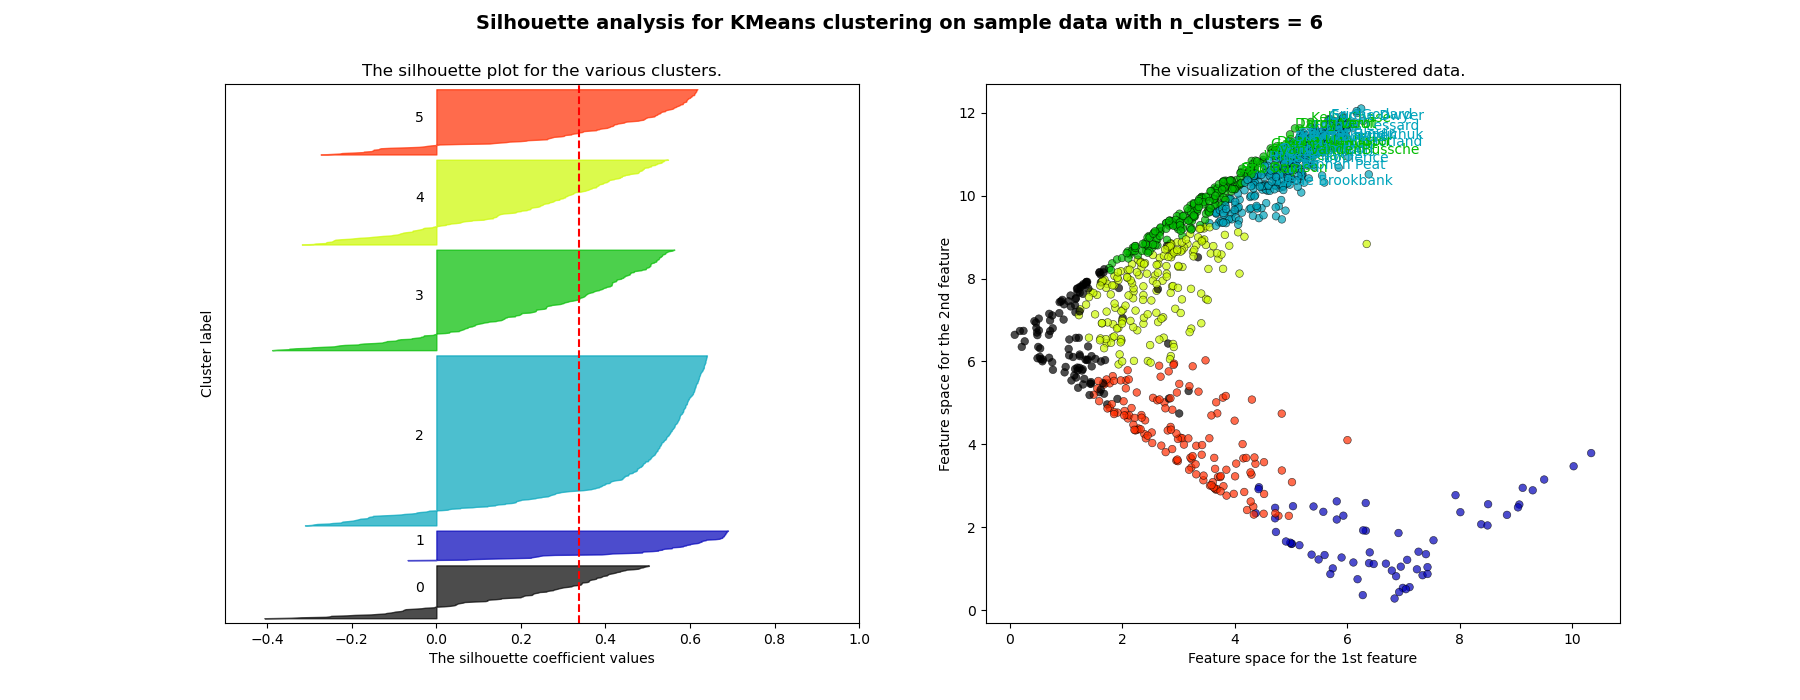 Silhouette analysis for KMeans clustering on sample data with n_clusters = 6
The silhouette plot for the various clusters.
Cluster label
5
4
3
2
1
0
−0.4 −0.2 0.0 0.2 0.4 0.6 0.8 1.0
The silhouette coefficient values
The visualization of the clustered data.
Feature space for the 2nd feature
12
10
8
6
4
2
0
Brookbank
Peat
0 2 4 6 8 10
Feature space for the 1st feature